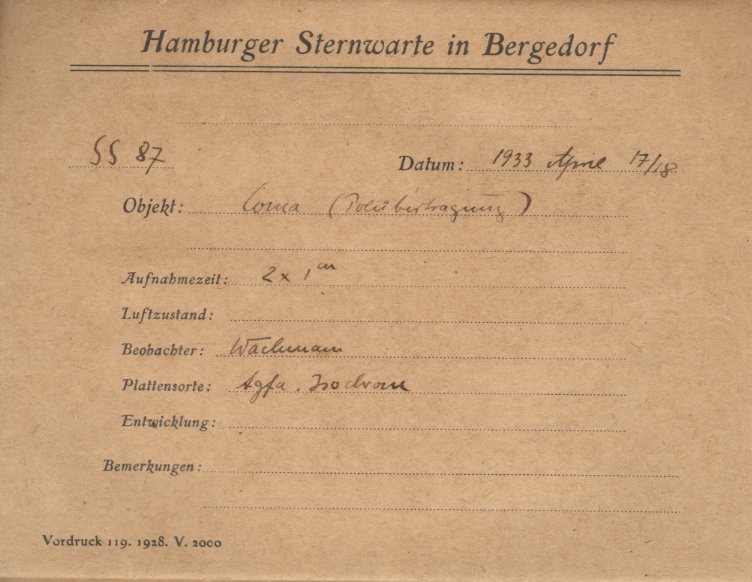 Hamburger Sternwarte in Bergedorf
SS 87
Datum: 1933 April 17/18
Objekt: Coma (Polübertragung)
Aufnahmezeit: 2 x 1 m
Luftzustand:
Beobachter: Wachmann
Plattensorte: Agfa. Isochrom
Entwicklung:
Bemerkungen:
Vordruck 119. 1928. V. 2000